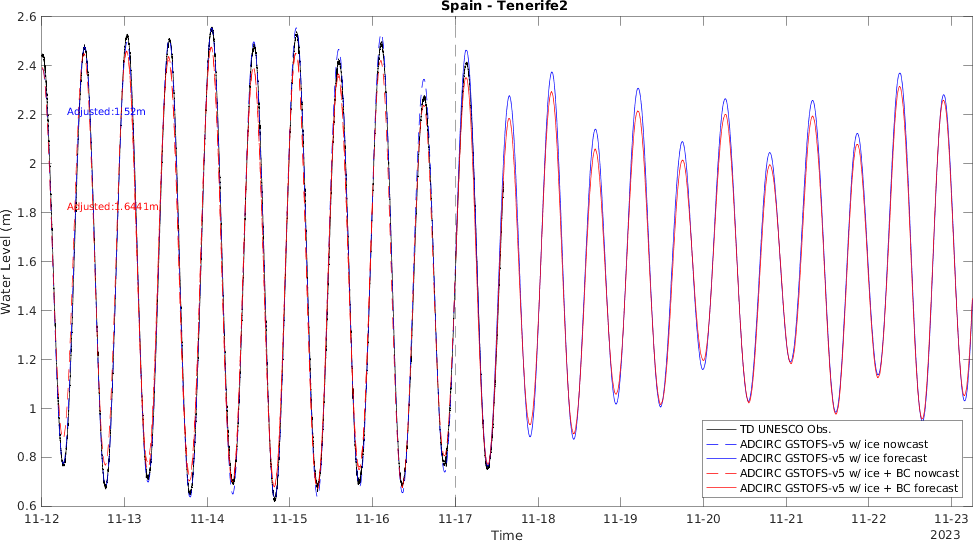 Spain - Tenerife2
Water Level (m)
2.6
2.4
2.2
2
1.8
1.6
1.4
1.2
1
0.8
0.6
Adjusted:1.52m
Adjusted:1.6441m
TD UNESCO Obs.
ADCIRC GSTOFS-v5 w/ ice nowcast
ADCIRC GSTOFS-v5 w/ ice forecast
ADCIRC GSTOFS-v5 w/ ice + BC nowcast
ADCIRC GSTOFS-v5 w/ ice + BC forecast
11-12 11-13 11-14 11-15 11-16 11-17 11-18 11-19 11-20 11-21 11-22 11-23
2023
Time